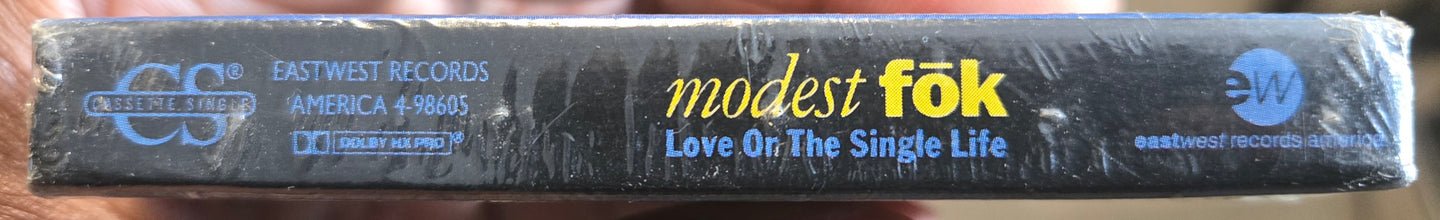 CS®
CASSETTE SINGLE
EASTWEST RECORDS
AMERICA 4-98605
DOLBY HX PRO®
modest fōk
Love Or The Single Life
ew
eastwest records america